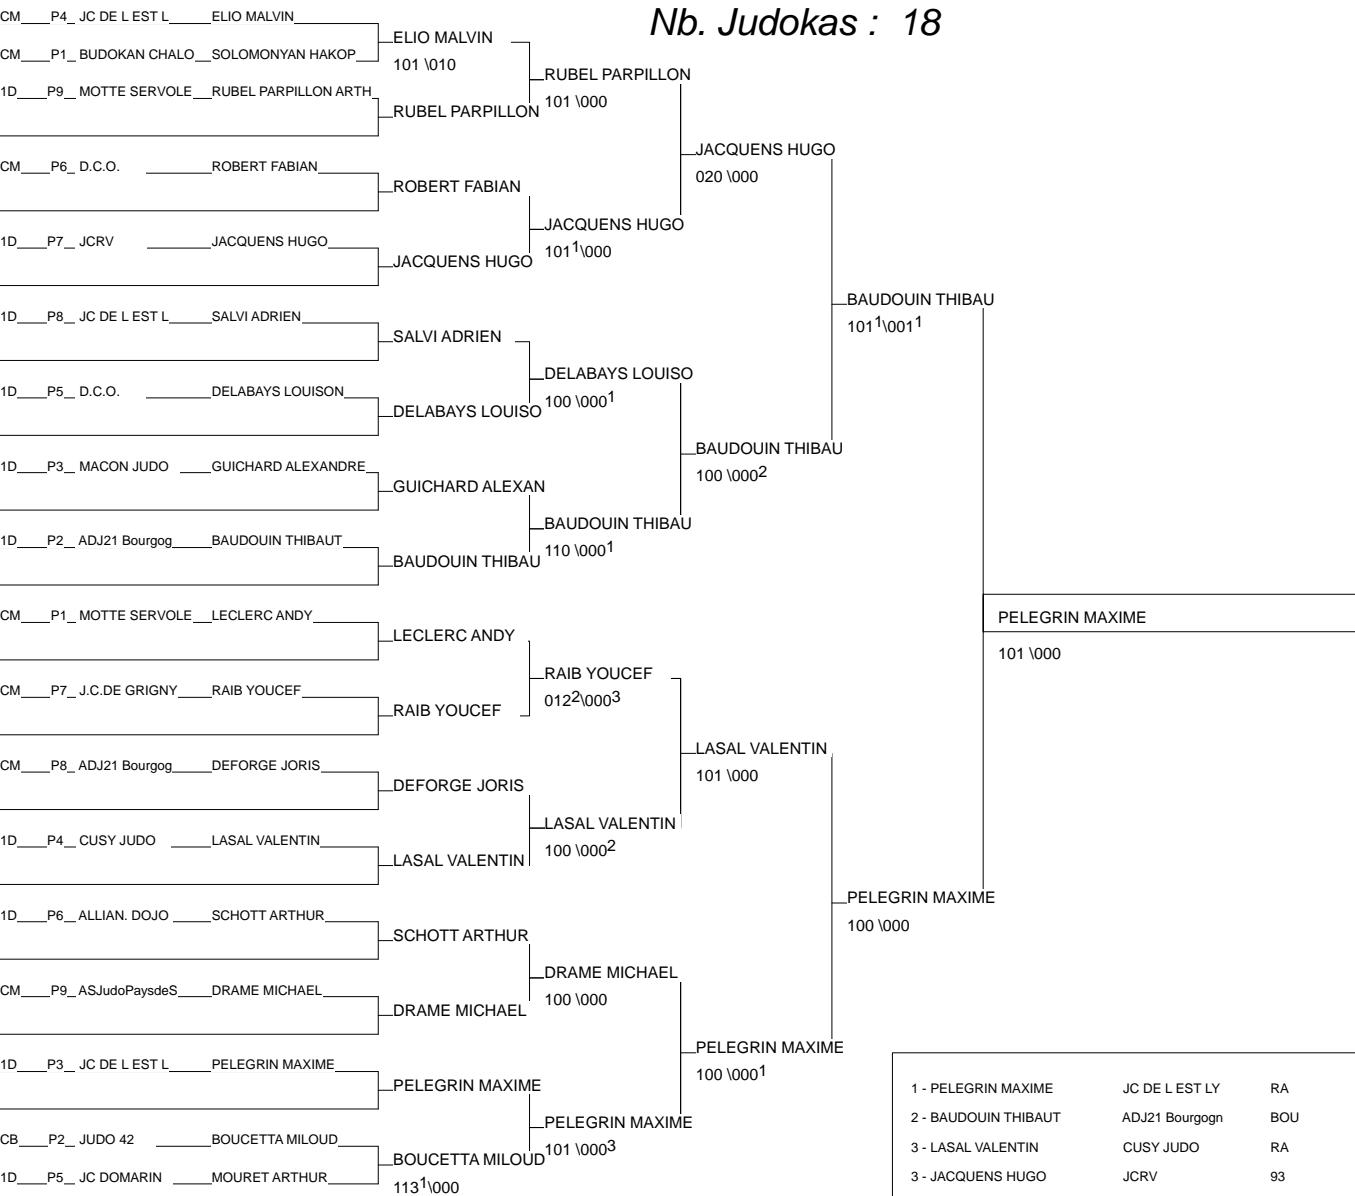 Nb. Judokas : 18
CM P4 JC DE L EST L ELIO MALVIN
CM P1 BUDOKAN CHALO SOLOMONYAN HAKOP
1D P9 MOTTE SERVOLE RUBEL PARPILLON ARTH
CM P6 D.C.O. ROBERT FABIAN
1D P7 JCRV JACQUENS HUGO
1D P8 JC DE L EST L SALVI ADRIEN
1D P5 D.C.O. DELABAYS LOUISON
1D P3 MACON JUDO GUICHARD ALEXANDRE
1D P2 ADJ21 Bourgog BAUDOUIN THIBAUT
CM P1 MOTTE SERVOLE LECLERC ANDY
CM P7 J.C.DE GRIGNY RAIB YOUCEF
CM P8 ADJ21 Bourgog DEFORGE JORIS
1D P4 CUSY JUDO LASAL VALENTIN
1D P6 ALLIAN. DOJO SCHOTT ARTHUR
CM P9 ASJudoPaysdeS DRAME MICHAEL
1D P3 JC DE L EST L PELEGRIN MAXIME
CB P2 JUDO 42 BOUCETTA MILOUD
1D P5 JC DOMARIN MOURET ARTHUR
ELIO MALVIN
101 \010
RUBEL PARPILLON
ROBERT FABIAN
JACQUENS HUGO
SALVI ADRIEN
DELABAYS LOUISO
GUICHARD ALEXAN
BAUDOUIN THIBAU
LECLERC ANDY
RAIB YOUCEF
DEFORGE JORIS
LASAL VALENTIN
SCHOTT ARTHUR
DRAME MICHAEL
PELEGRIN MAXIME
BOUCETTA MILOUD
113¹\000
RUBEL PARPILLON
101 \000
JACQUENS HUGO
101¹\000
DELABAYS LOUISO
100 \000¹
BAUDOUIN THIBAU
110 \000¹
RAIB YOUCEF
012²\000³
LASAL VALENTIN
100 \000²
DRAME MICHAEL
100 \000
PELEGRIN MAXIME
101 \000³
JACQUENS HUGO
020 \000
BAUDOUIN THIBAU
100 \000²
LASAL VALENTIN
101 \000
PELEGRIN MAXIME
100 \000¹
BAUDOUIN THIBAU
101¹\001¹
PELEGRIN MAXIME
100 \000
PELEGRIN MAXIME
101 \000
1 - PELEGRIN MAXIME JC DE L EST LY RA
2 - BAUDOUIN THIBAUT ADJ21 Bourgogn BOU
3 - LASAL VALENTIN CUSY JUDO RA
3 - JACQUENS HUGO JCRV 93